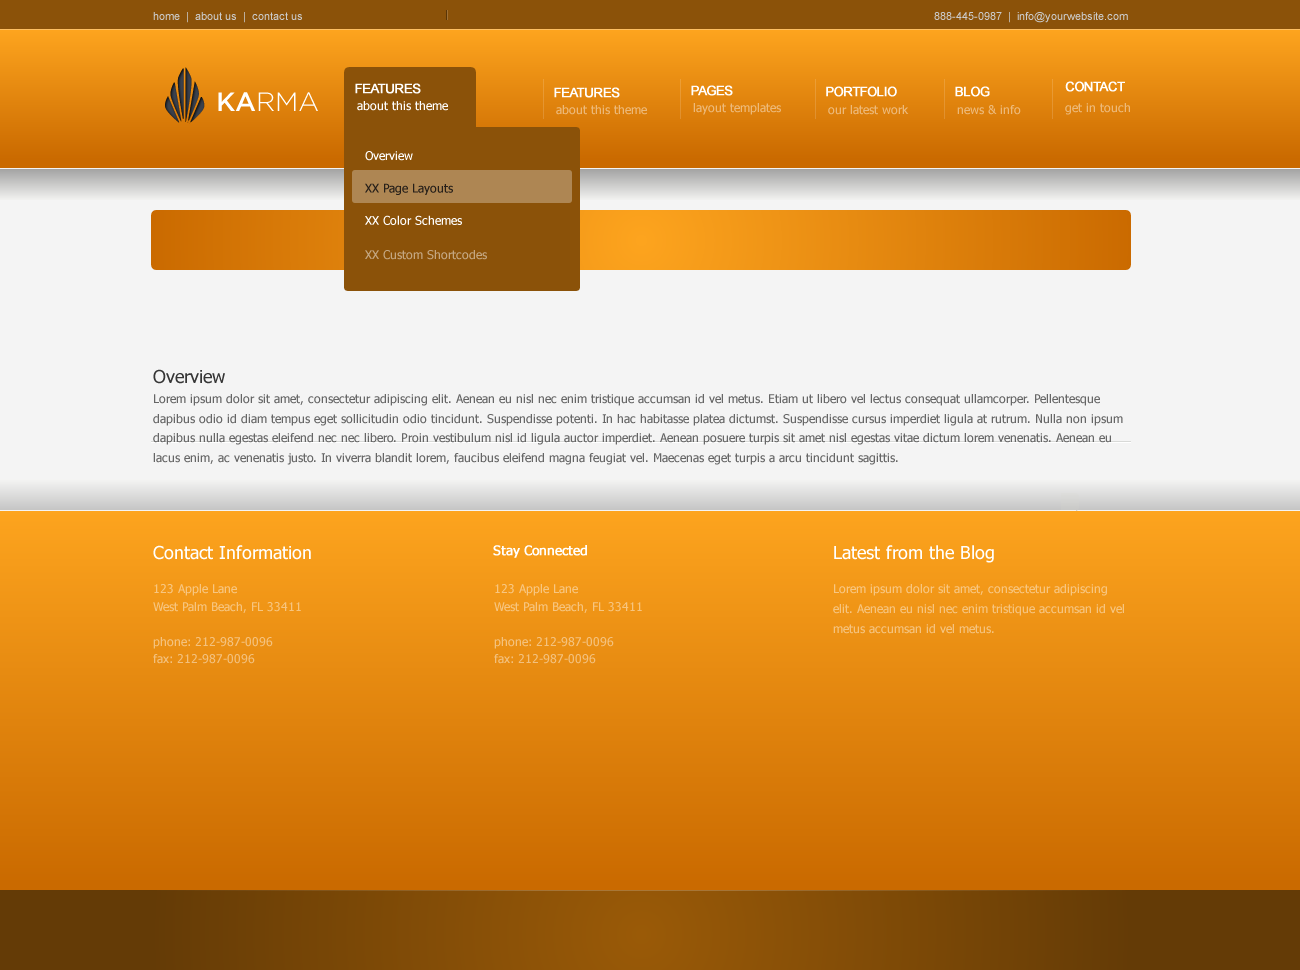 home | about us | contact us
888-445-0987 | info@yourwebsite.com
KARMA
FEATURES
about this theme
FEATURES
about this theme
PAGES
layout templates
PORTFOLIO
our latest work
BLOG
news & info
CONTACT
get in touch
Overview
XX Page Layouts
XX Color Schemes
XX Custom Shortcodes
Overview
Lorem ipsum dolor sit amet, consectetur adipiscing elit. Aenean eu nisl nec enim tristique accumsan id vel metus. Etiam ut libero vel lectus consequat ullamcorper. Pellentesque
dapibus odio id diam tempus eget sollicitudin odio tincidunt. Suspendisse potenti. In hac habitasse platea dictumst. Suspendisse cursus imperdiet ligula at rutrum. Nulla non ipsum
dapibus nulla egestas eleifend nec nec libero. Proin vestibulum nisl id ligula auctor imperdiet. Aenean posuere turpis sit amet nisl egestas vitae dictum lorem venenatis. Aenean eu
lacus enim, ac venenatis justo. In viverra blandit lorem, faucibus eleifend magna feugiat vel. Maecenas eget turpis a arcu tincidunt sagittis.
Contact Information
123 Apple Lane
West Palm Beach, FL 33411
phone: 212-987-0096
fax: 212-987-0096
Stay Connected
123 Apple Lane
West Palm Beach, FL 33411
phone: 212-987-0096
fax: 212-987-0096
Latest from the Blog
Lorem ipsum dolor sit amet, consectetur adipiscing
elit. Aenean eu nisl nec enim tristique accumsan id vel
metus accumsan id vel metus.